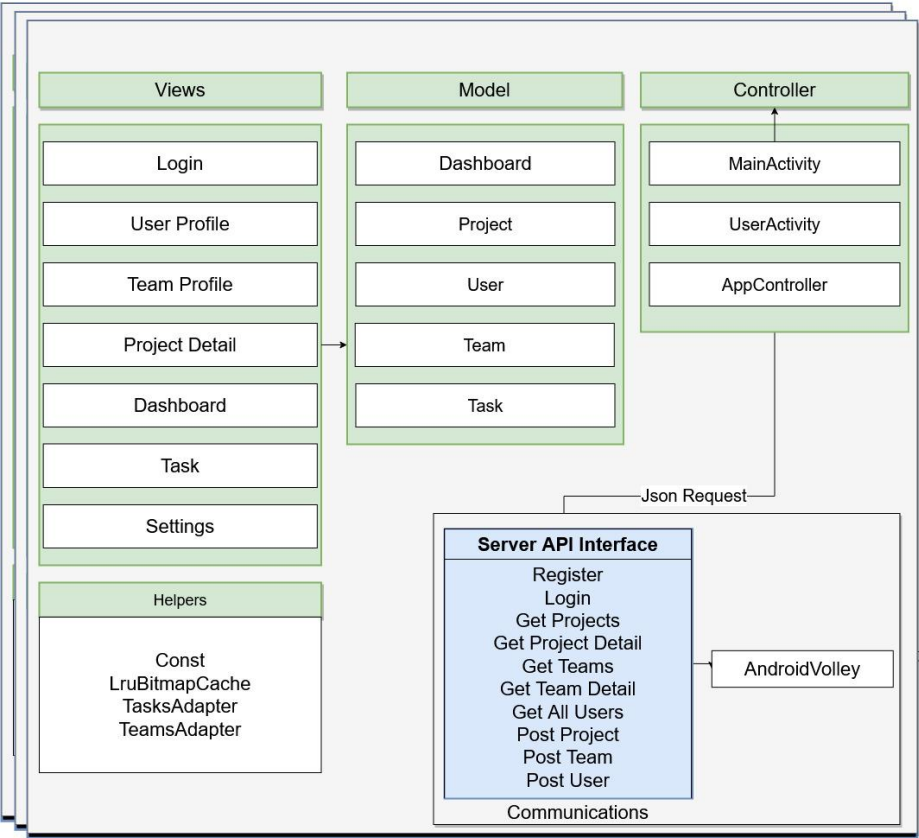 Views
Login
User Profile
Team Profile
Project Detail
Dashboard
Task
Settings
Helpers
Const
LruBitmapCache
TasksAdapter
TeamsAdapter
Model
Dashboard
Project
User
Team
Task
Controller
MainActivity
UserActivity
AppController
Json Request
Server API Interface
Register
Login
Get Projects
Get Project Detail
Get Teams
Get Team Detail
Get All Users
Post Project
Post Team
Post User
AndroidVolley
Communications